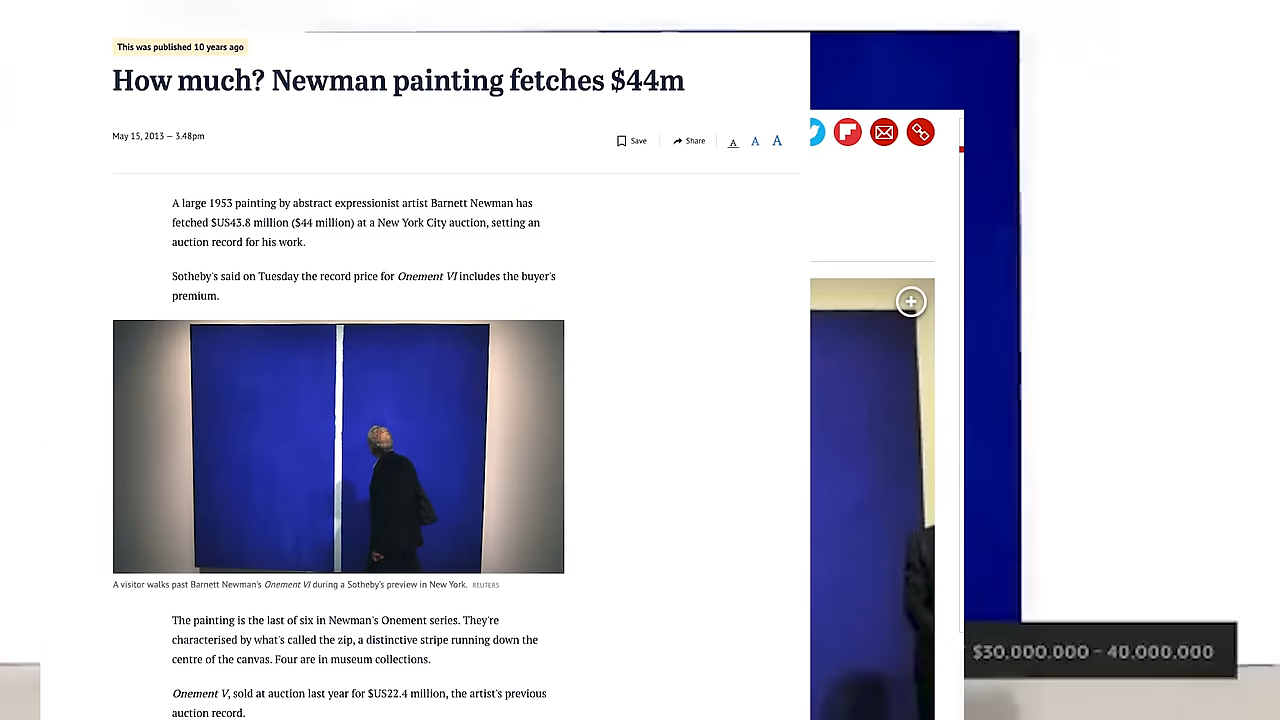 This was published 10 years ago
How much? Newman painting fetches $44m
May 15, 2013 — 3.48pm
Save
Share
A
A
A
A large 1953 painting by abstract expressionist artist Barnett Newman has
fetched $US43.8 million ($44 million) at a New York City auction, setting an
auction record for his work.
Sotheby's said on Tuesday the record price for Onement VI includes the buyer's
premium.
A visitor walks past Barnett Newman's Onement VI during a Sotheby's preview in New York. REUTERS
The painting is the last of six in Newman's Onement series. They're
characterised by what's called the zip, a distinctive stripe running down the
centre of the canvas. Four are in museum collections.
Onement V, sold at auction last year for $US22.4 million, the artist's previous
auction record.
$30.000.000 - 40.000.000